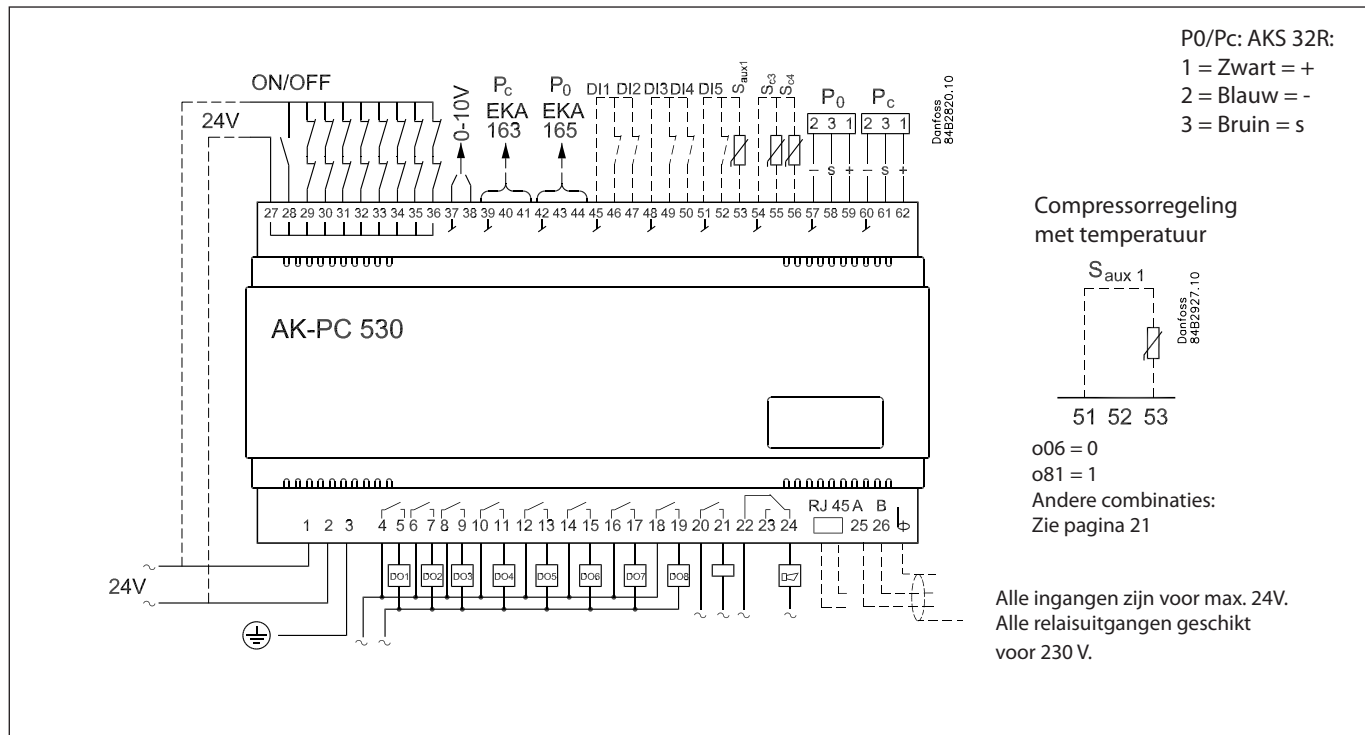 P0/Pc: AKS 32R:
1 = Zwart = +
2 = Blauw = -
3 = Bruin = s
ON/OFF
24V
0-10V
Pc
EKA
163
P0
EKA
165
DI1 DI2 DI3 DI4 DI5 Saux1 Sc3 Sc4
P0 Pc
2 3 1 2 3 1
– s + – s +
Danfoss
84B2820.10
27 28 29 30 31 32 33 34 35 36 37 38 39 40 41 42 43 44 45 46 47 48 49 50 51 52 53 54 55 56 57 58 59 60 61 62
AK-PC 530
Compressorregeling
met temperatuur
Saux 1
Danfoss
84B2927.10
51 52 53
o06 = 0
o81 = 1
Andere combinaties:
Zie pagina 21
RJ 45 A B
1 2 3 4 5 6 7 8 9 10 11 12 13 14 15 16 17 18 19 20 21 22 23 24 25 26
DO1 DO2 DO3 DO4 DO5 DO6 DO7 DO8
24V
Alle ingangen zijn voor max. 24V.
Alle relaisuitgangen geschikt
voor 230 V.